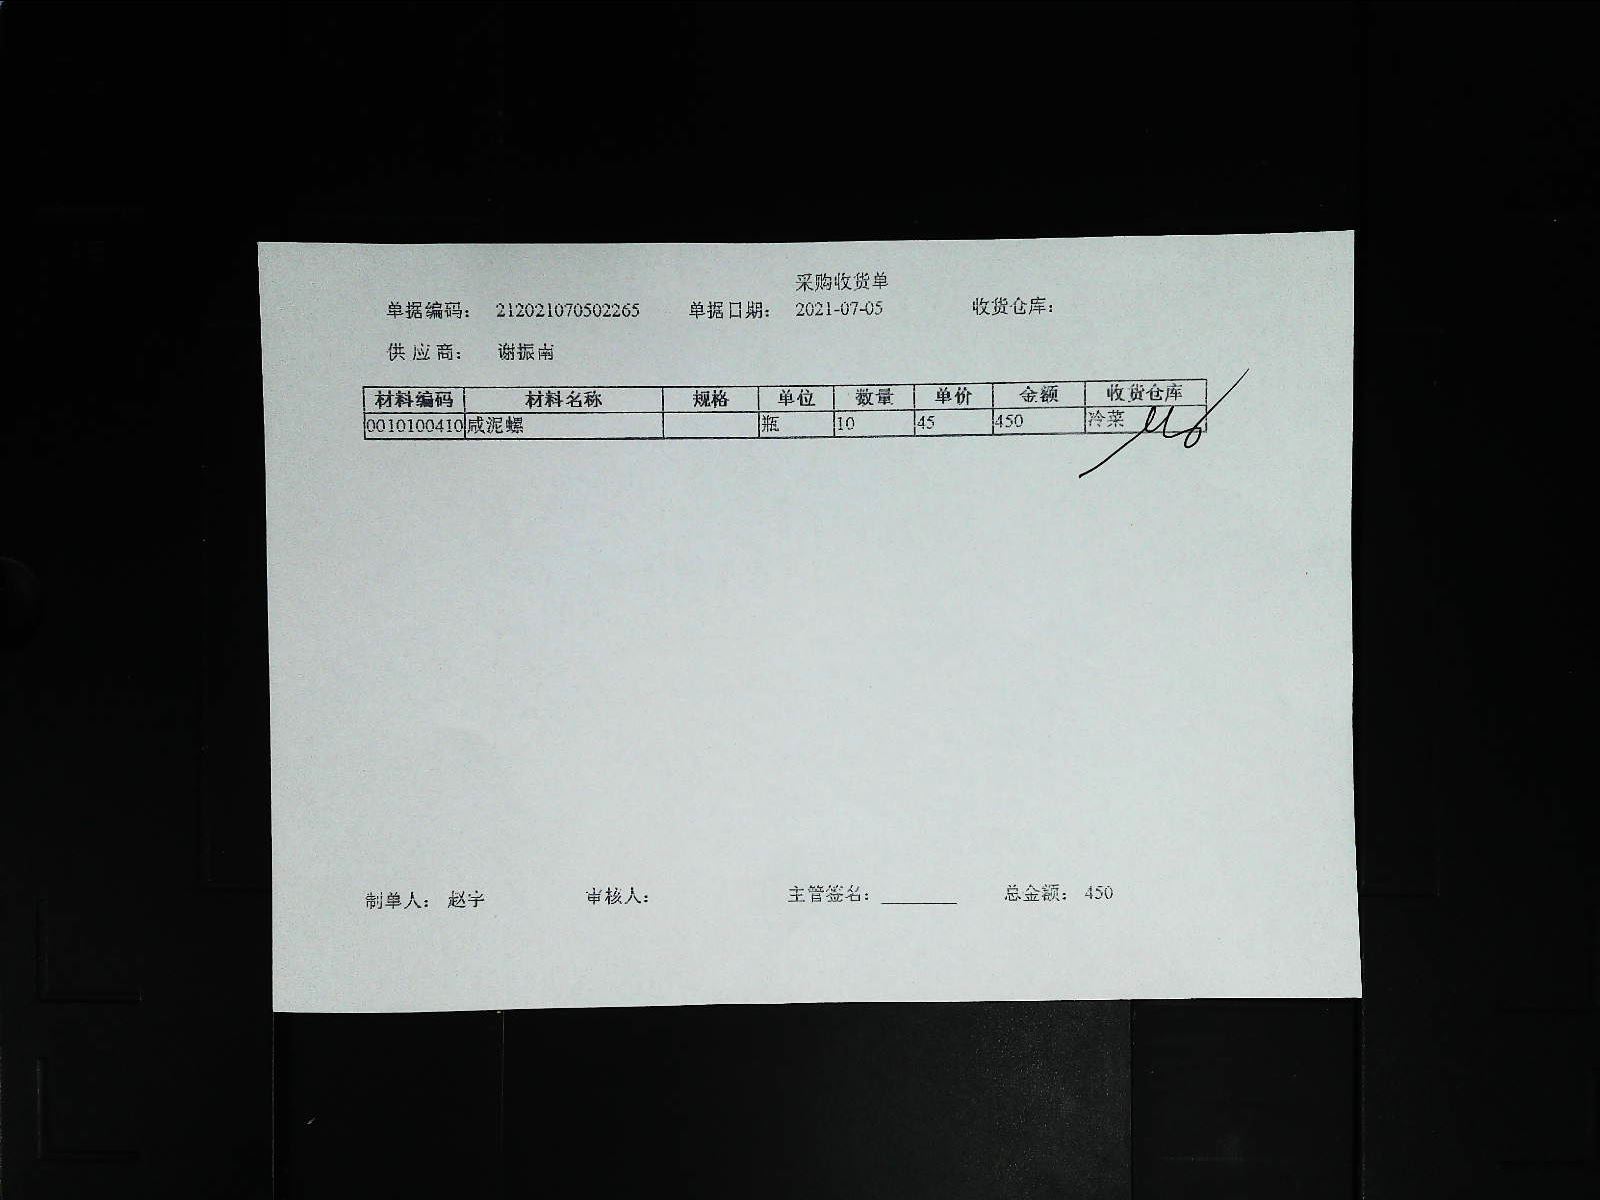 采购收货单
单据编码： 212021070502265 单据日期： 2021-07-05 收货仓库：
供应商： 谢振南
材料编码 材料名称 规格 单位 数量 单价 金额 收货仓库
0010100410 咸泥螺 瓶 10 45 450 冷菜
制单人： 赵宇 审核人： 主管签名：________ 总金额： 450